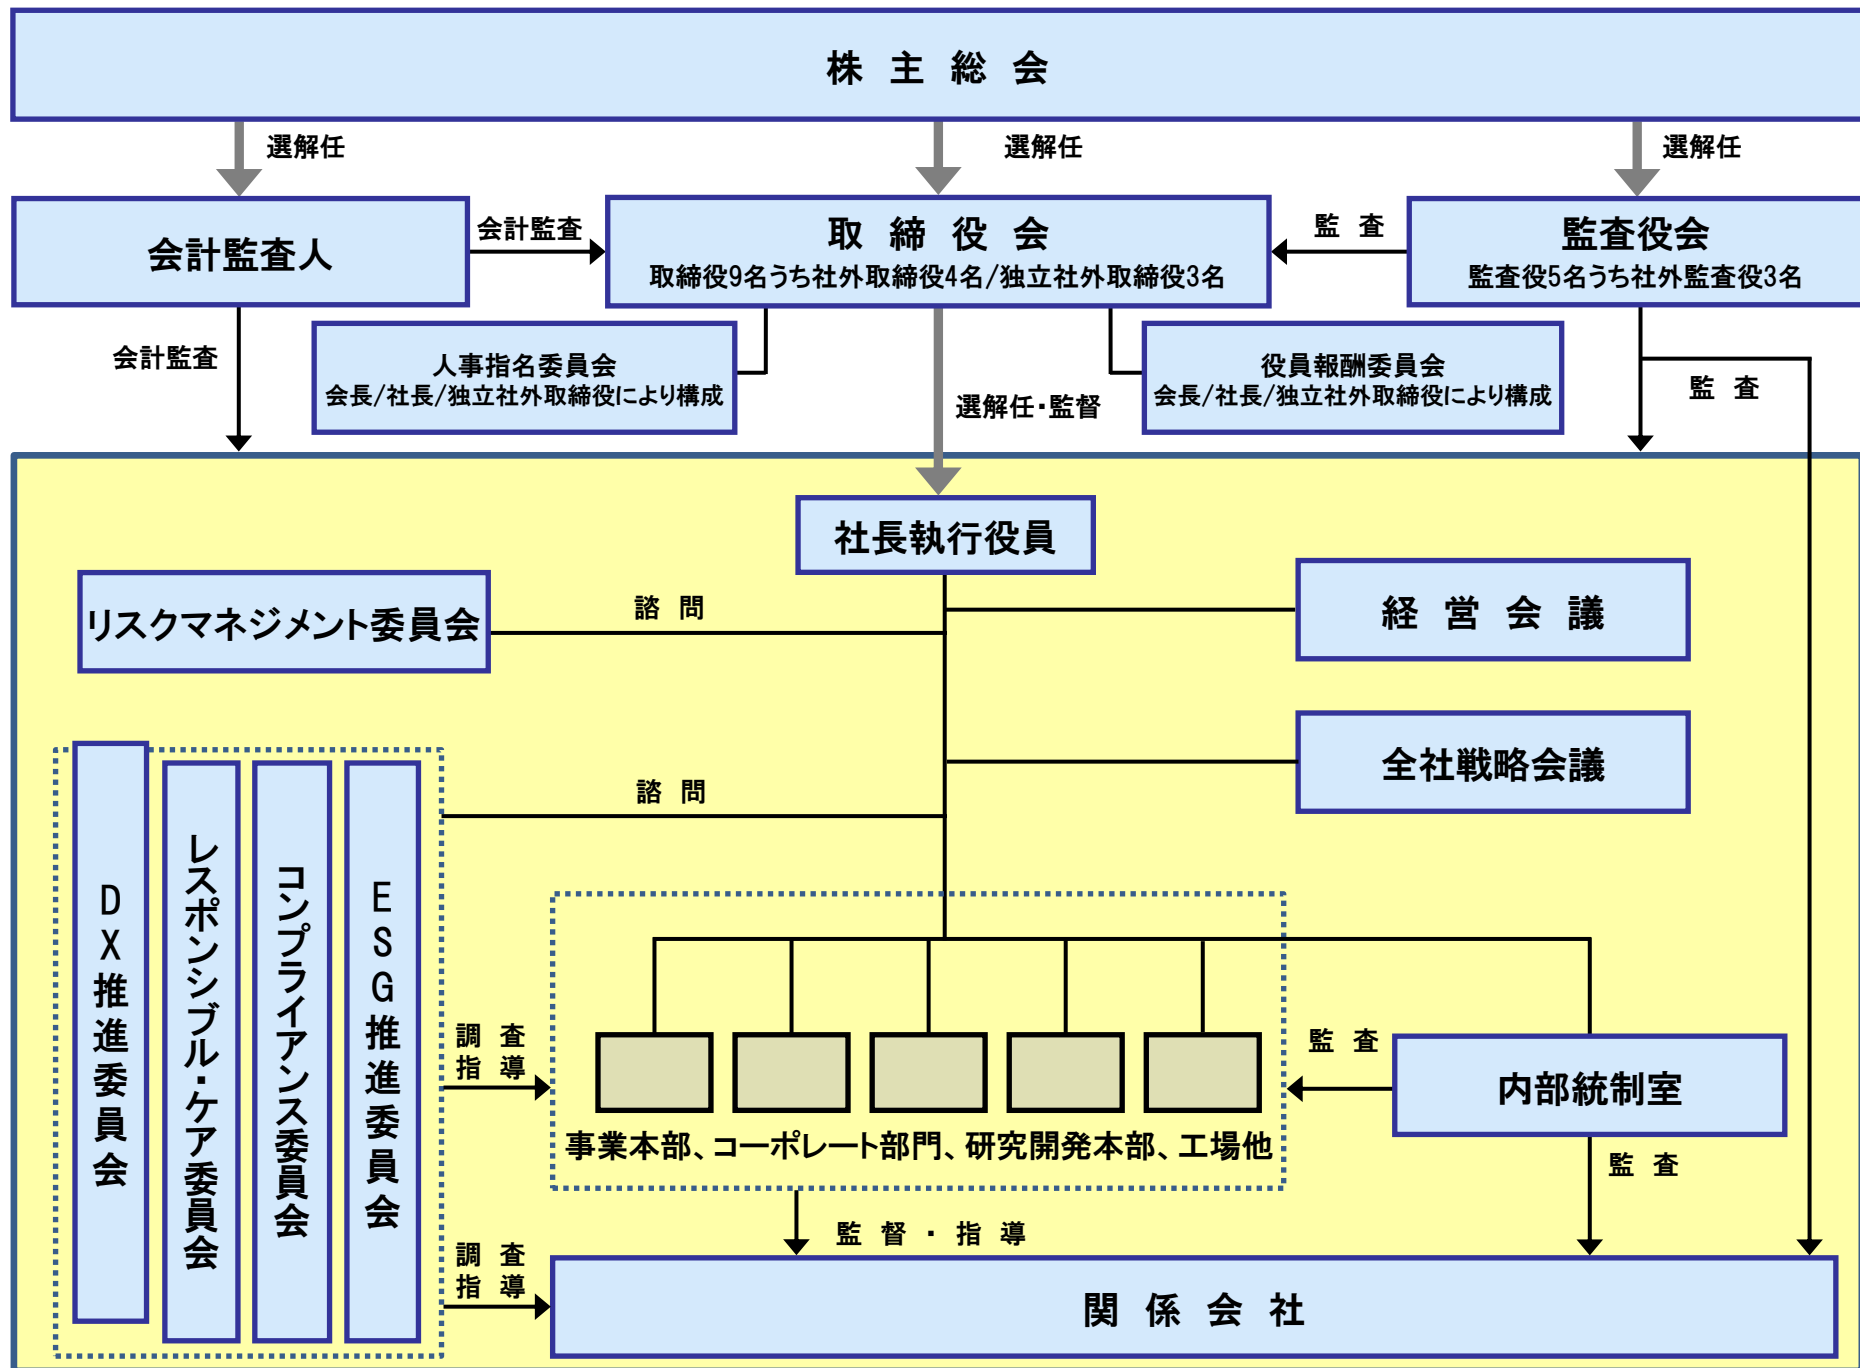 株主総会
選解任
選解任
選解任
会計監査人
会計監査
取締役会
取締役9名うち社外取締役4名/独立社外取締役3名
監査
監査役会
監査役5名うち社外監査役3名
会計監査
人事指名委員会
会長/社長/独立社外取締役により構成
選解任・監督
役員報酬委員会
会長/社長/独立社外取締役により構成
監査
社長執行役員
リスクマネジメント委員会
諮問
経営会議
全社戦略会議
諮問
DX推進委員会
レスポンシブル・ケア委員会
コンプライアンス委員会
ESG推進委員会
調査
指導
事業本部、コーポレート部門、研究開発本部、工場他
監査
内部統制室
監査
監督・指導
調査
指導
関係会社